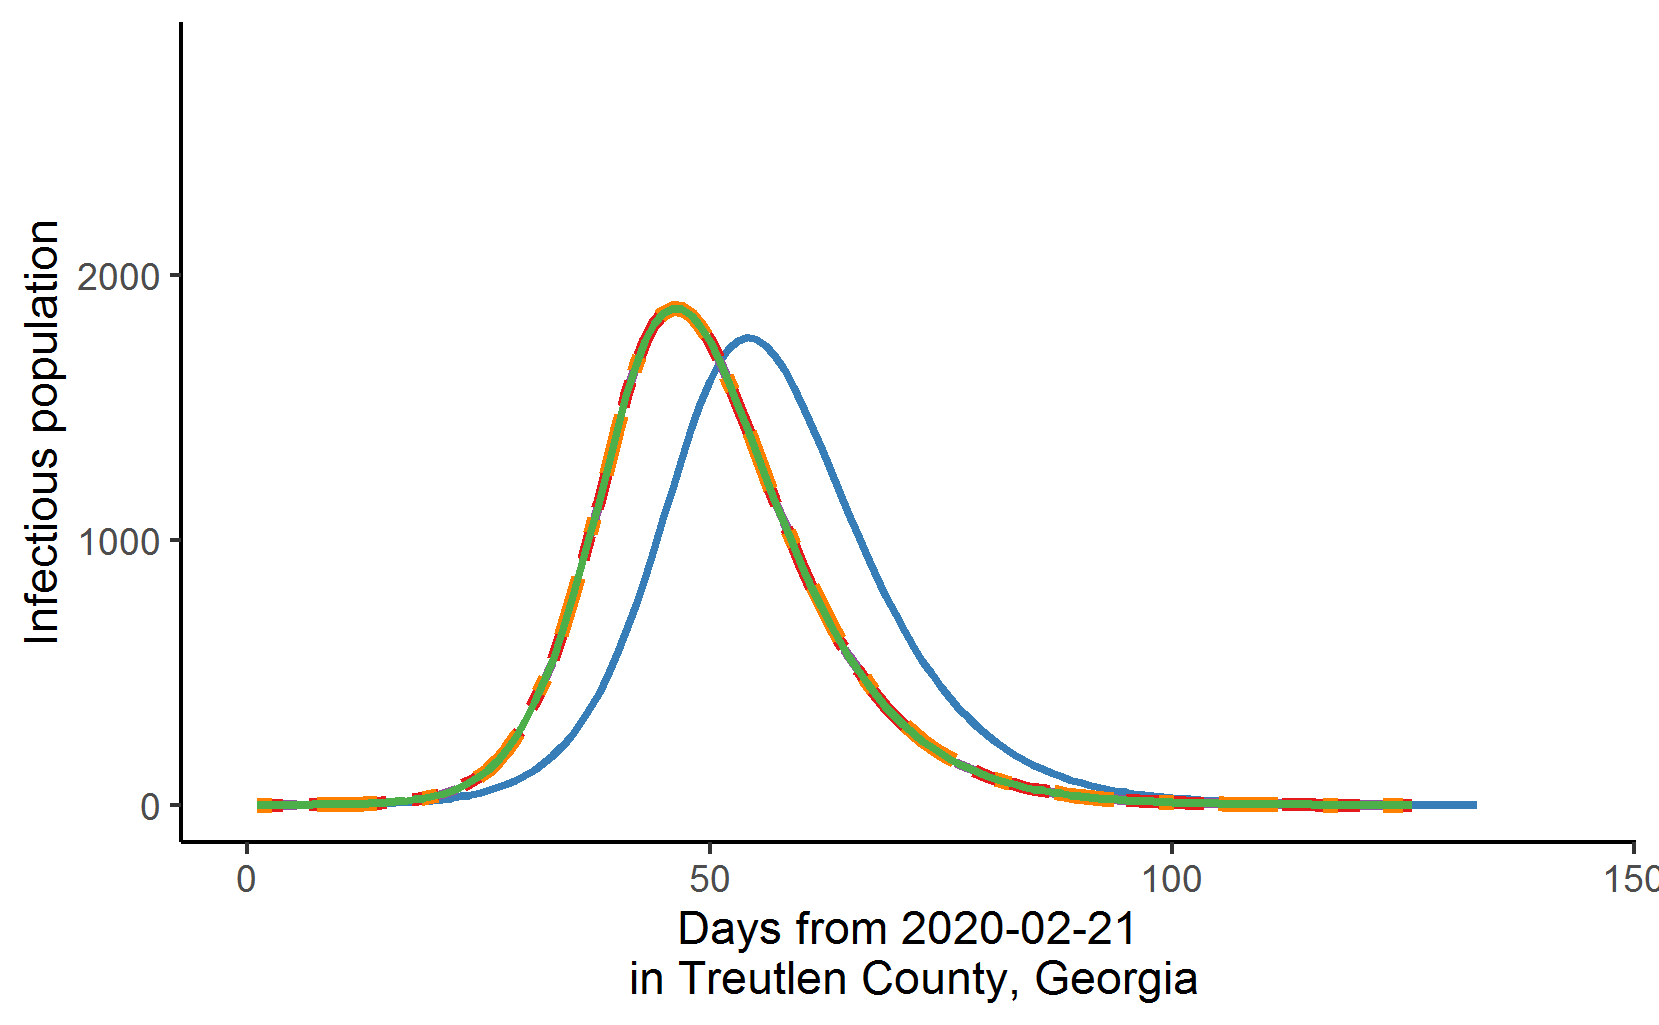 Infectious population
2000
1000
0
0
50
100
150
Days from 2020-02-21
in Treutlen County, Georgia